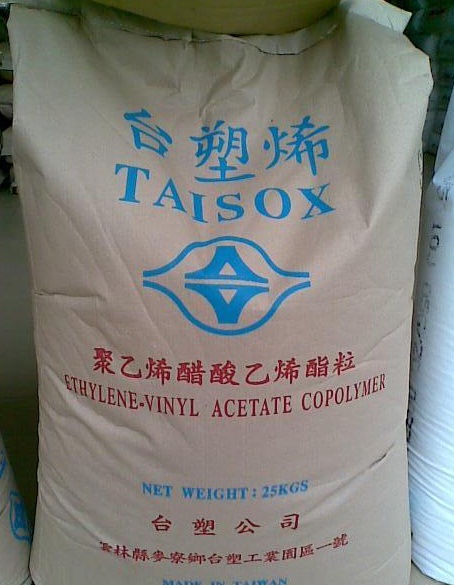 台塑烯
TAISOX
聚乙烯醋酸乙烯酯粒
ETHYLENE-VINYL ACETATE COPOLYMER
NET WEIGHT: 25KGS
台塑公司
雲林縣麥寮鄉台塑工業園區一號
MADE IN TAIWAN